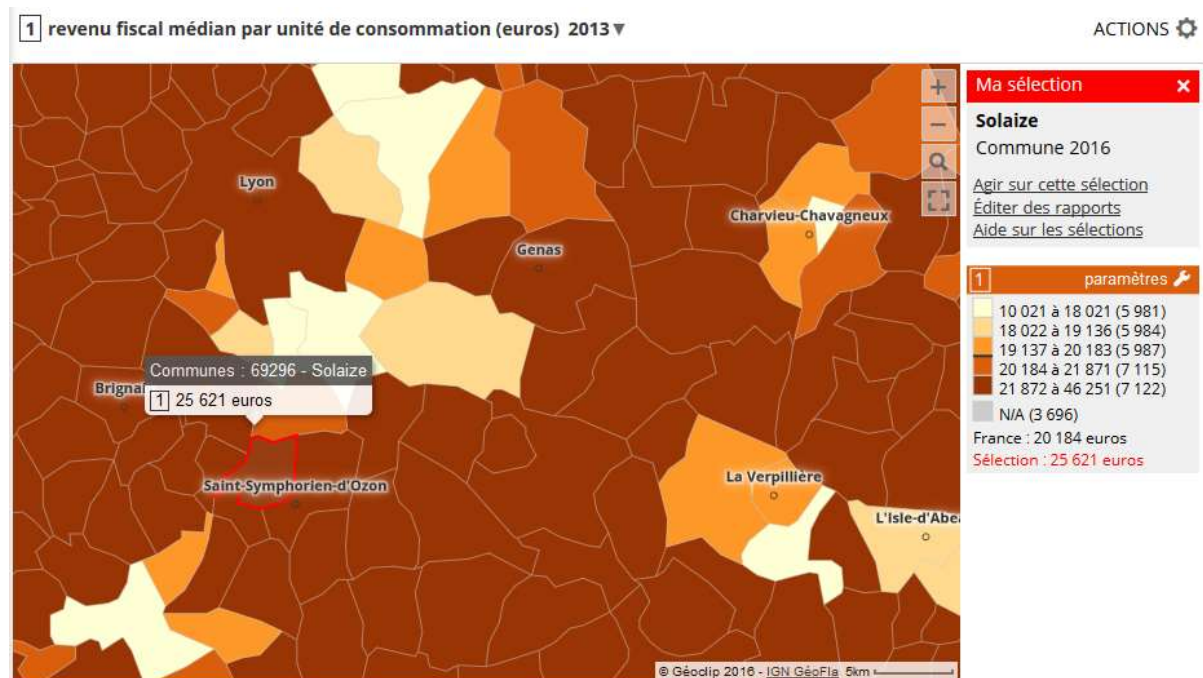 1 revenu fiscal médian par unité de consommation (euros) 2013 ▼
ACTIONS
Ma sélection ×
Solaize
Commune 2016
Agir sur cette sélection
Éditer des rapports
Aide sur les sélections
1 paramètres
10 021 à 18 021 (5 981)
18 022 à 19 136 (5 984)
19 137 à 20 183 (5 987)
20 184 à 21 871 (7 115)
21 872 à 46 251 (7 122)
N/A (3 696)
France : 20 184 euros
Sélection : 25 621 euros
Lyon
Charvieu-Chavagneux
Genas
Communes : 69296 - Solaize
1 25 621 euros
Brignai
Saint-Symphorien-d'Ozon
La Verpillière
L'Isle-d'Abea
© Géoclip 2016 - IGN GéoFla 5km